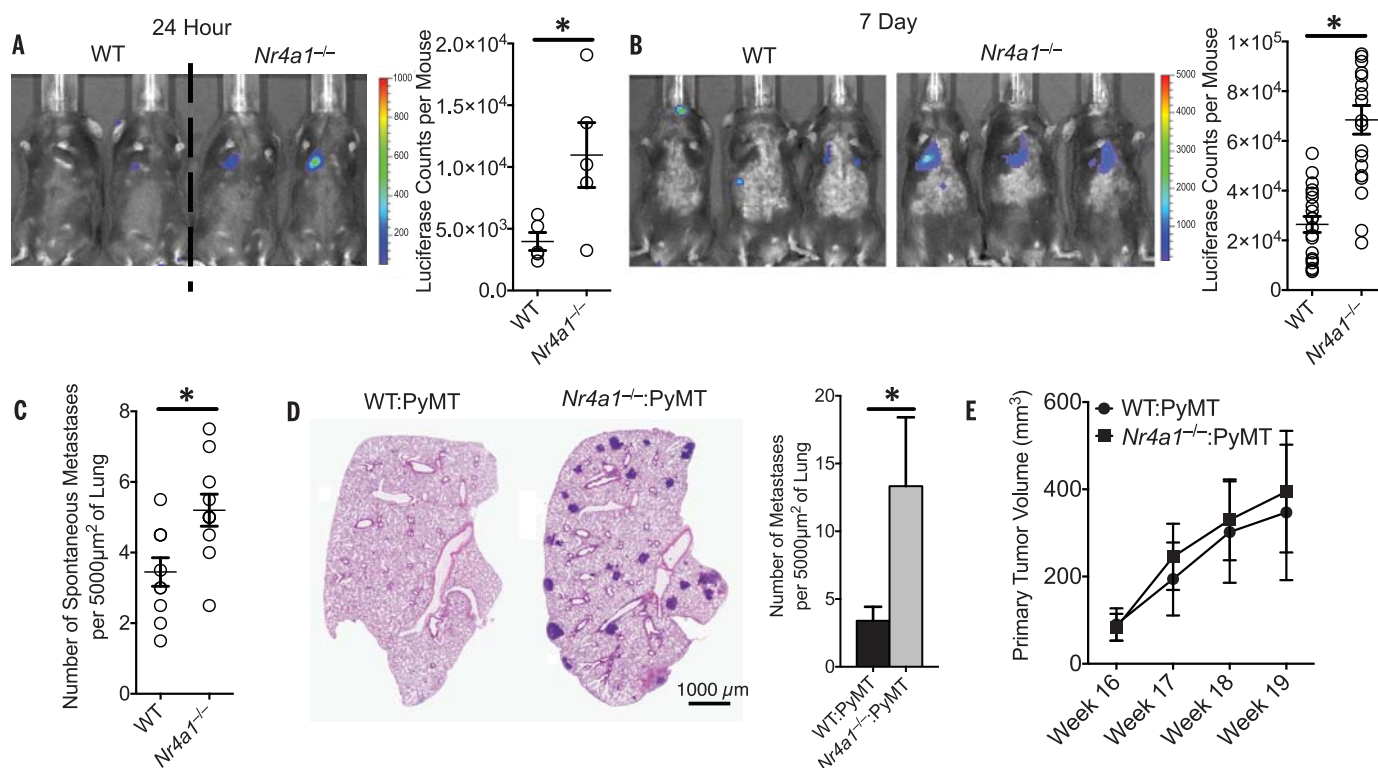 A
24 Hour
WT
Nr4a1–/–
1000
800
600
400
200
Luciferase Counts per Mouse
2.0×10⁴
1.5×10⁴
1.0×10⁴
5.0×10³
0.0
*
WT
Nr4a1–/–
B
7 Day
WT
Nr4a1–/–
5000
4000
3000
2000
1000
Luciferase Counts per Mouse
1×10⁵
8×10⁴
6×10⁴
4×10⁴
2×10⁴
0
*
WT
Nr4a1–/–
C
Number of Spontaneous Metastases
per 5000µm² of Lung
8
6
4
2
0
*
WT
Nr4a1–/–
D
WT:PyMT
Nr4a1–/–:PyMT
1000 µm
Number of Metastases
per 5000µm² of Lung
20
15
10
5
0
*
WT:PyMT
Nr4a1–/–:PyMT
E
Primary Tumor Volume (mm³)
600
400
200
0
WT:PyMT
Nr4a1–/–:PyMT
Week 16
Week 17
Week 18
Week 19